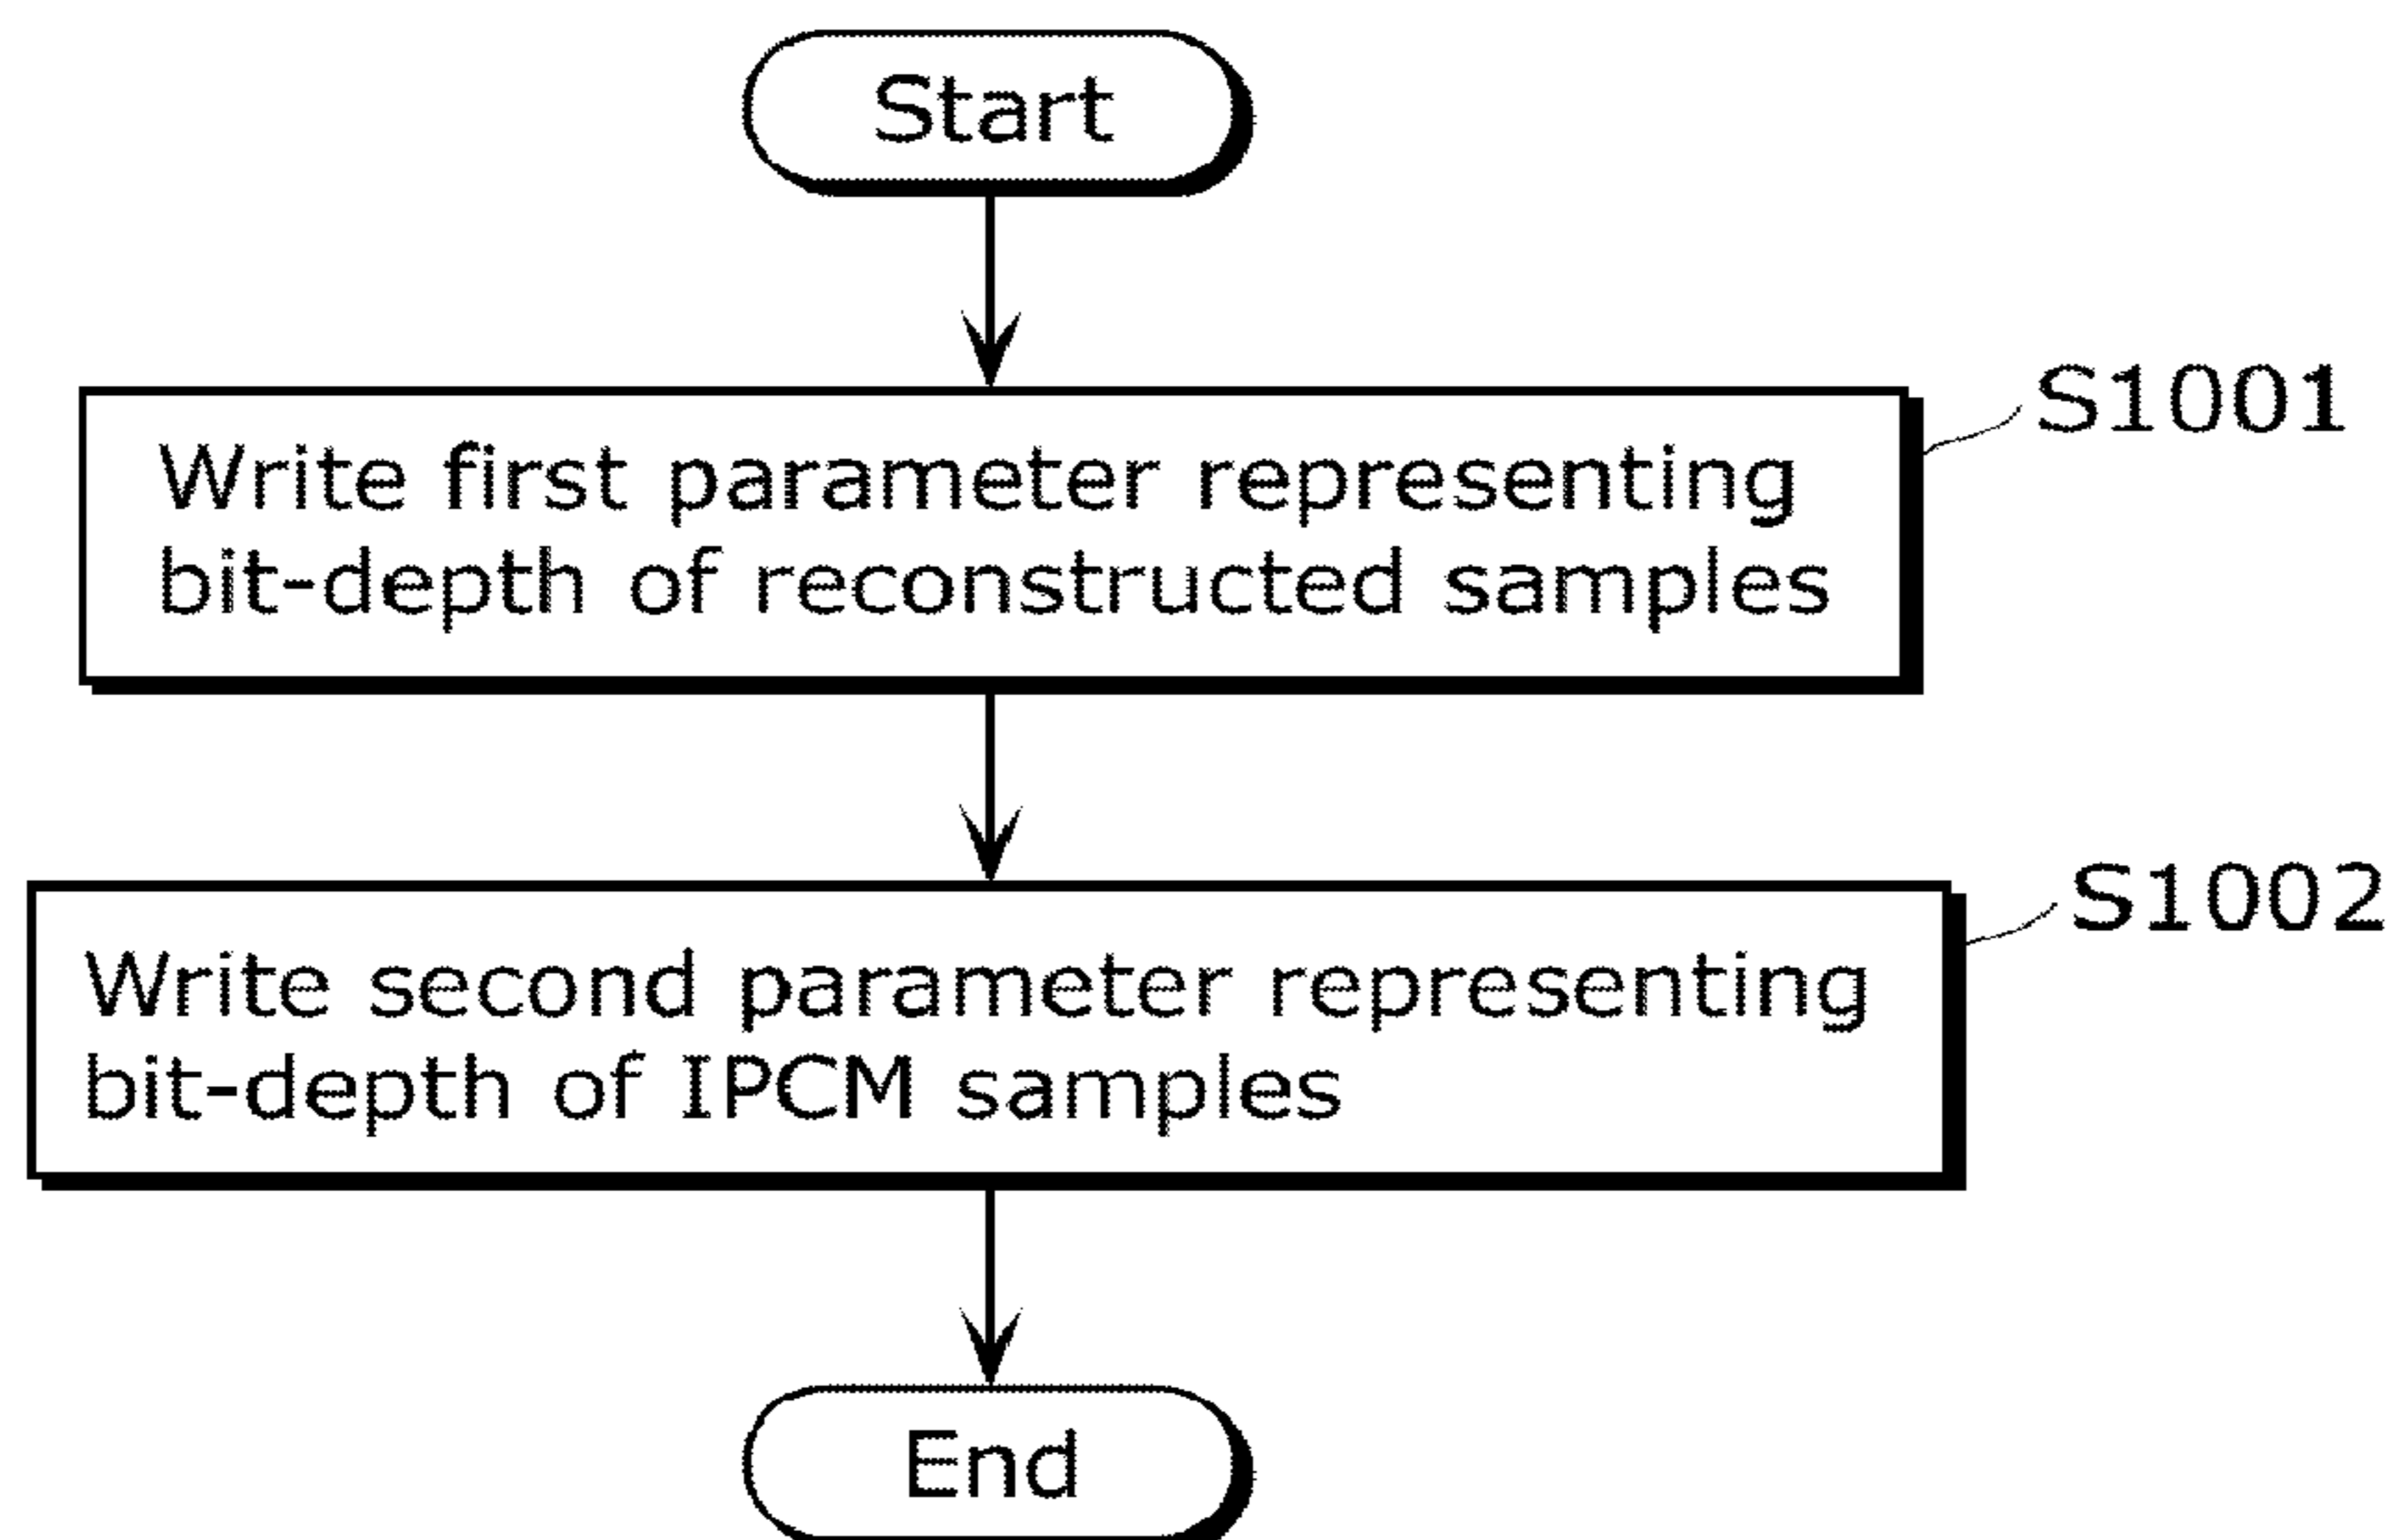 Start
S1001
Write first parameter representing
bit-depth of reconstructed samples
S1002
Write second parameter representing
bit-depth of IPCM samples
End